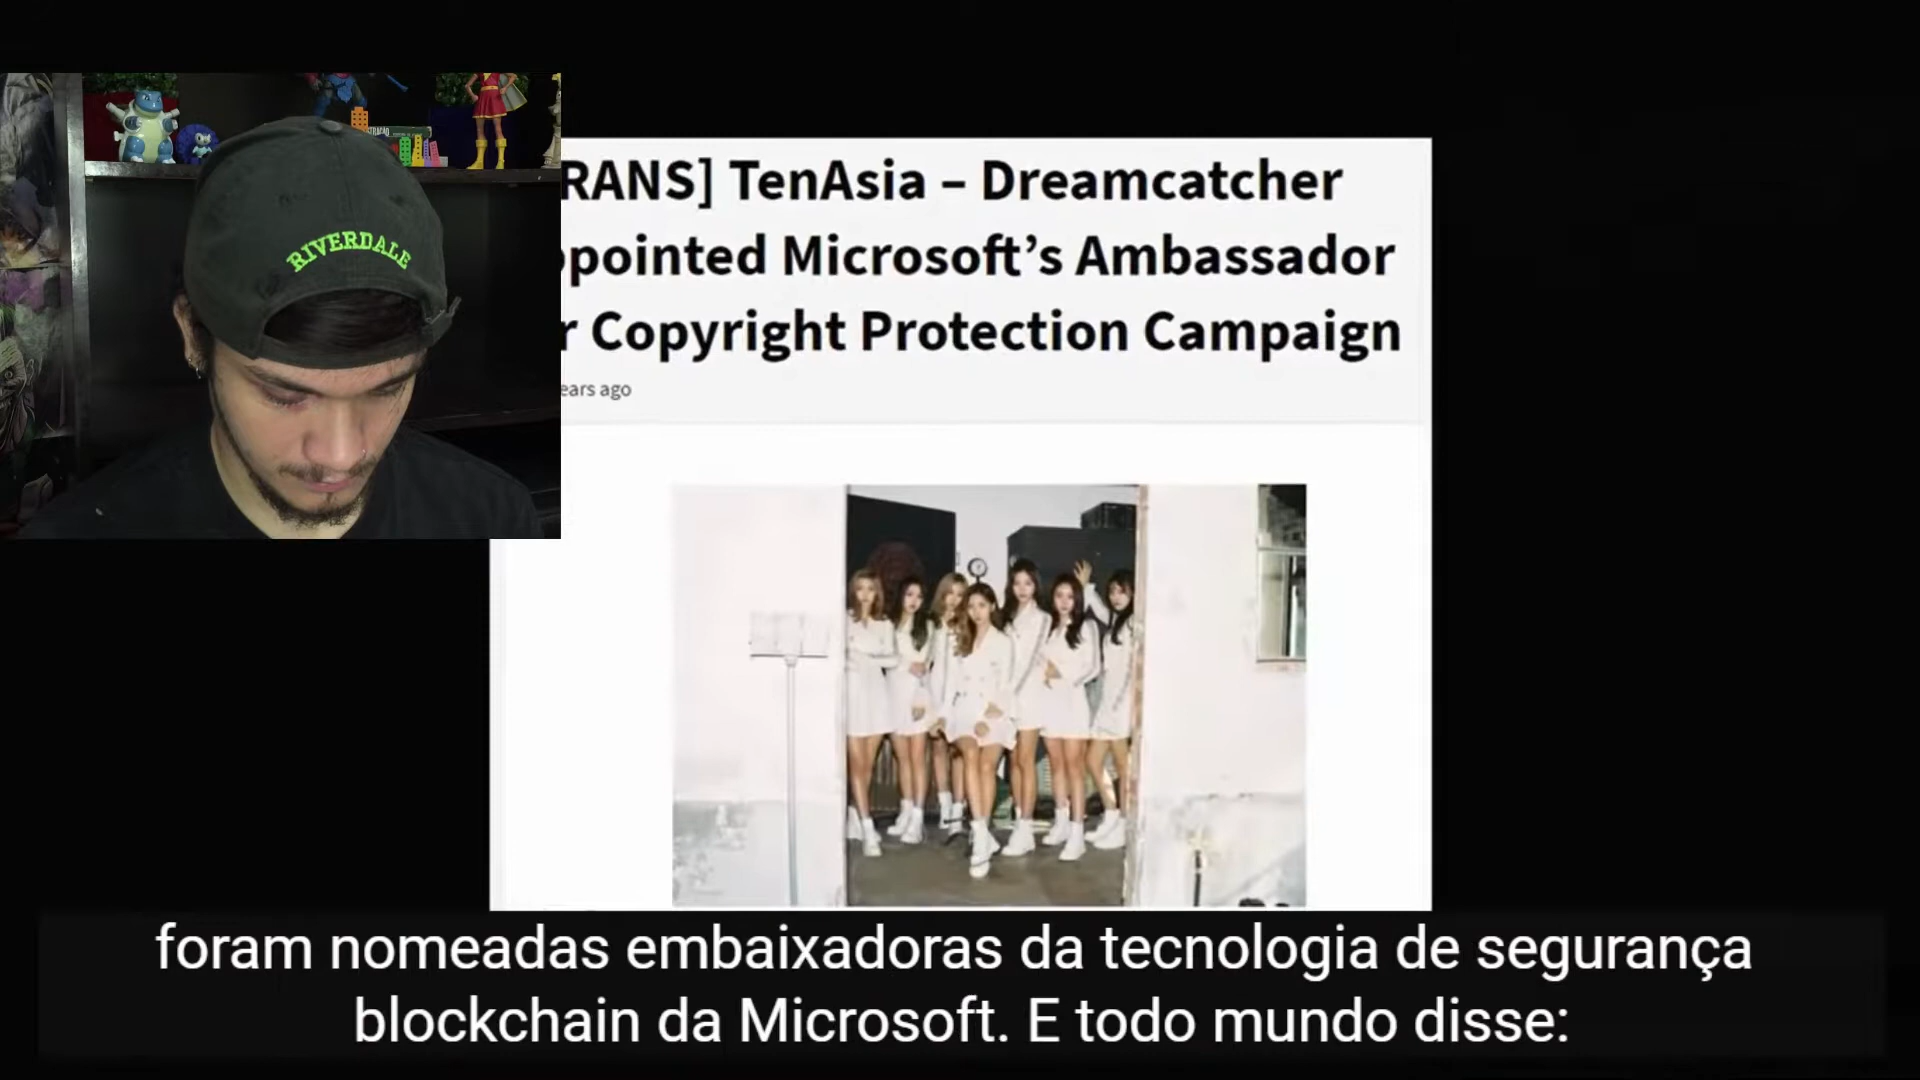 RIVERDALE
RANS] TenAsia – Dreamcatcher
ppointed Microsoft’s Ambassador
r Copyright Protection Campaign
ears ago
foram nomeadas embaixadoras da tecnologia de segurança
blockchain da Microsoft. E todo mundo disse: